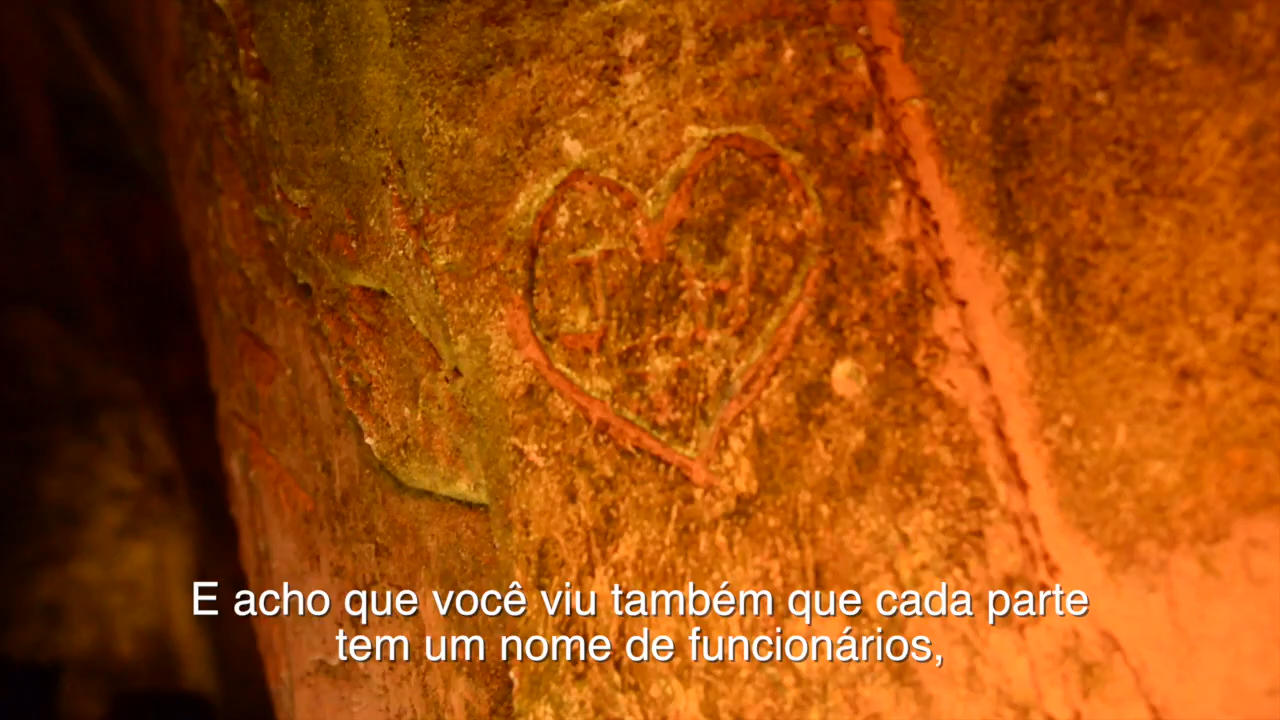 E acho que você viu também que cada parte
tem um nome de funcionários,